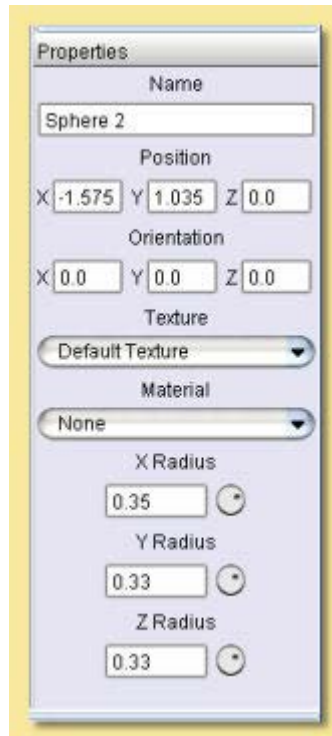 Properties
Name
Sphere 2
Position
X -1.575 Y 1.035 Z 0.0
Orientation
X 0.0 Y 0.0 Z 0.0
Texture
Default Texture
Material
None
X Radius
0.35
Y Radius
0.33
Z Radius
0.33